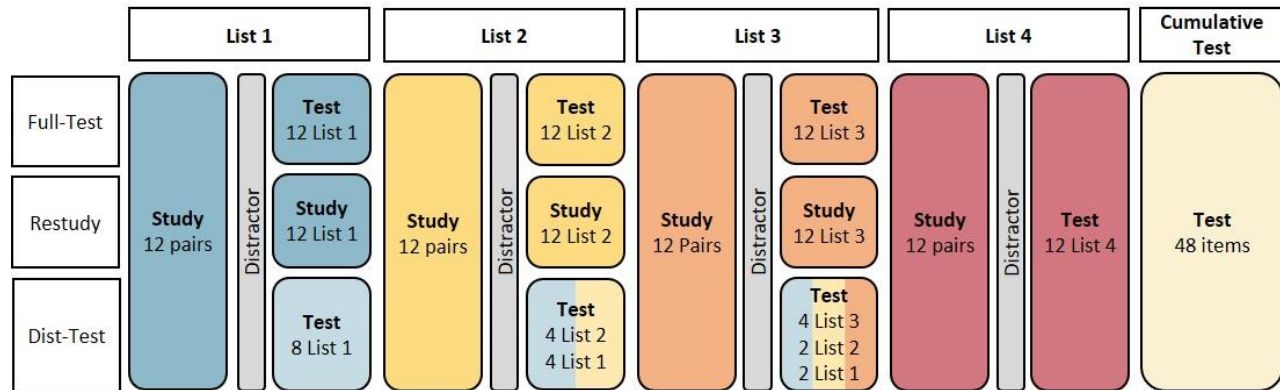 List 1
List 2
List 3
List 4
Cumulative
Test
Full-Test
Restudy
Dist-Test
Study
12 pairs
Distractor
Test
12 List 1
Study
12 List 1
Test
8 List 1
Study
12 pairs
Distractor
Test
12 List 2
Study
12 List 2
Test
4 List 2
4 List 1
Study
12 Pairs
Distractor
Test
12 List 3
Study
12 List 3
Test
4 List 3
2 List 2
2 List 1
Study
12 pairs
Distractor
Test
12 List 4
Test
48 items